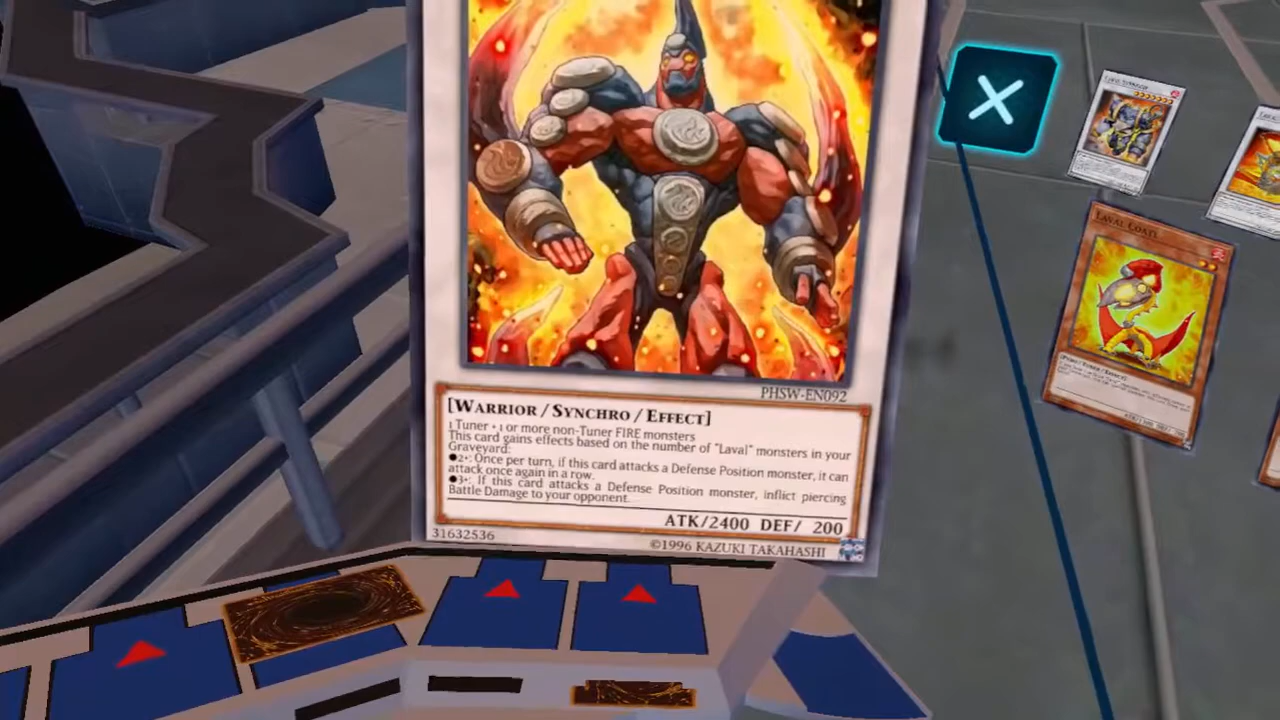 PHSW-EN092
[WARRIOR / SYNCHRO / EFFECT]
1 Tuner + 1 or more non-Tuner FIRE monsters
This card gains effects based on the number of "Laval" monsters in your
Graveyard:
●2+: Once per turn, if this card attacks a Defense Position monster, it can
attack once again in a row.
●3+: If this card attacks a Defense Position monster, inflict piercing
Battle Damage to your opponent.
ATK/2400 DEF/ 200
31632536
©1996 KAZUKI TAKAHASHI
LAVAL COATL